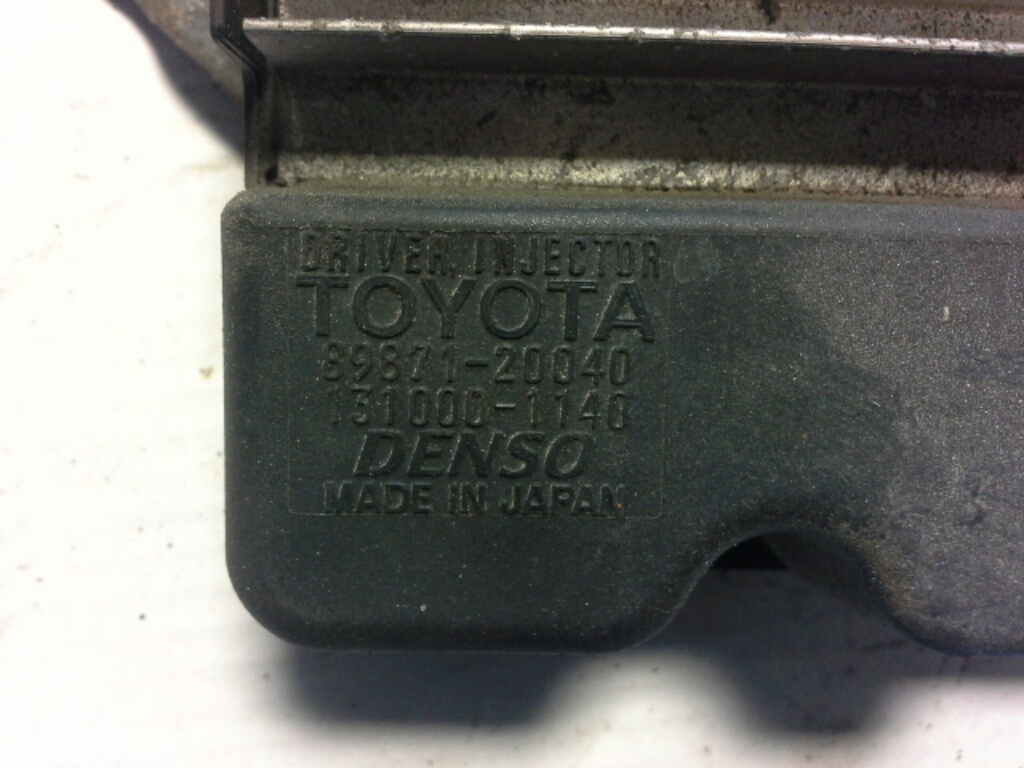 DRIVER, INJECTOR
TOYOTA
89871-20040
131000-1140
DENSO
MADE IN JAPAN